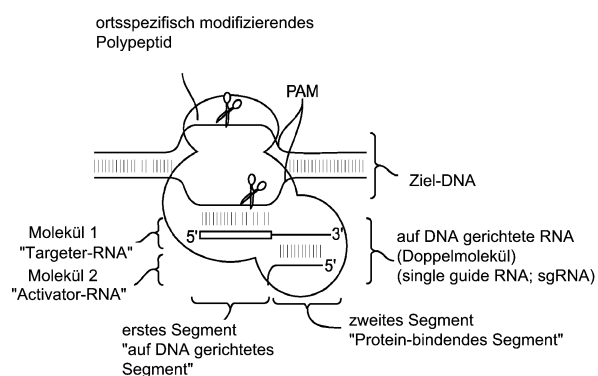 ortsspezifisch modifizierendes
Polypeptid
PAM
Ziel-DNA
Molekül 1
"Targeter-RNA"
5'
3'
auf DNA gerichtete RNA
(Doppelmolekül)
(single guide RNA; sgRNA)
Molekül 2
"Activator-RNA"
5'
erstes Segment
"auf DNA gerichtetes
Segment"
zweites Segment
"Protein-bindendes Segment"